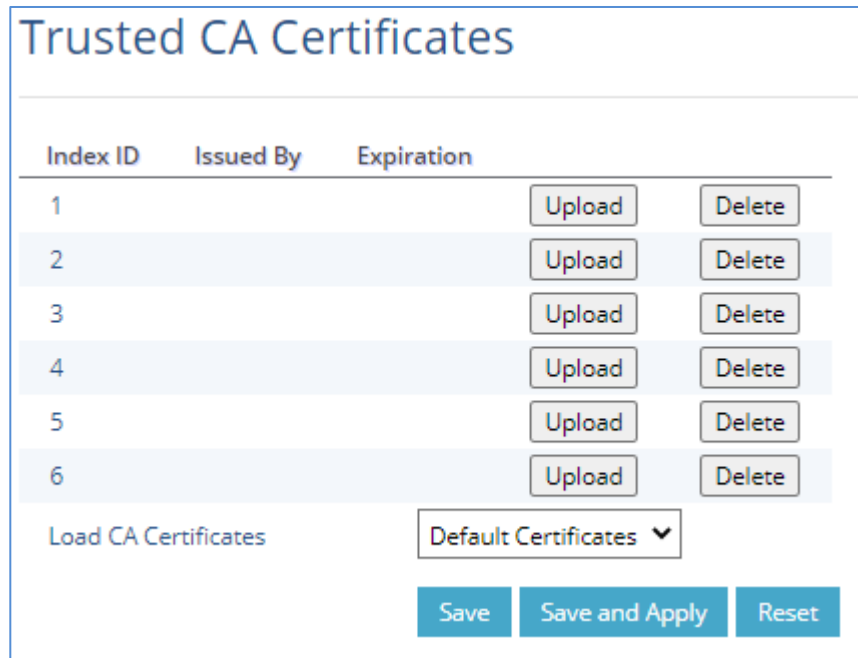 Trusted CA Certificates
Index ID Issued By Expiration
1 Upload Delete
2 Upload Delete
3 Upload Delete
4 Upload Delete
5 Upload Delete
6 Upload Delete
Load CA Certificates Default Certificates
Save Save and Apply Reset